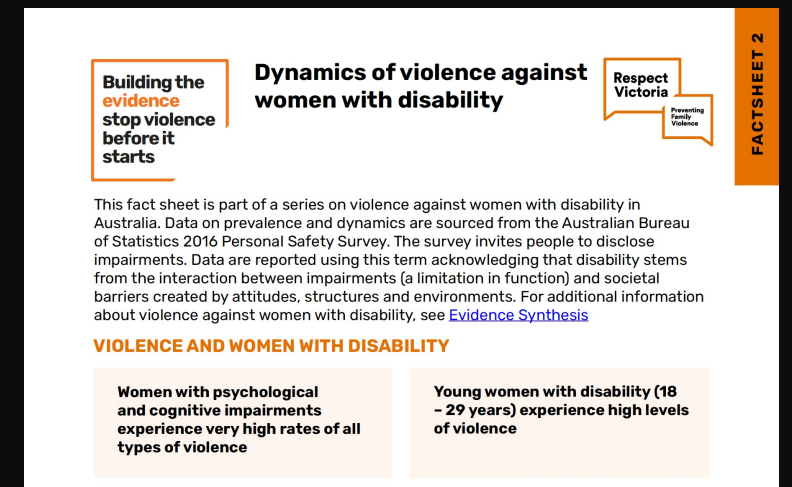 Building the
evidence
stop violence
before it
starts
Dynamics of violence against
women with disability
Respect
Victoria
Preventing
Family
Violence
FACTSHEET 2
This fact sheet is part of a series on violence against women with disability in
Australia. Data on prevalence and dynamics are sourced from the Australian Bureau
of Statistics 2016 Personal Safety Survey. The survey invites people to disclose
impairments. Data are reported using this term acknowledging that disability stems
from the interaction between impairments (a limitation in function) and societal
barriers created by attitudes, structures and environments. For additional information
about violence against women with disability, see Evidence Synthesis
VIOLENCE AND WOMEN WITH DISABILITY
Women with psychological
and cognitive impairments
experience very high rates of all
types of violence
Young women with disability (18
– 29 years) experience high levels
of violence